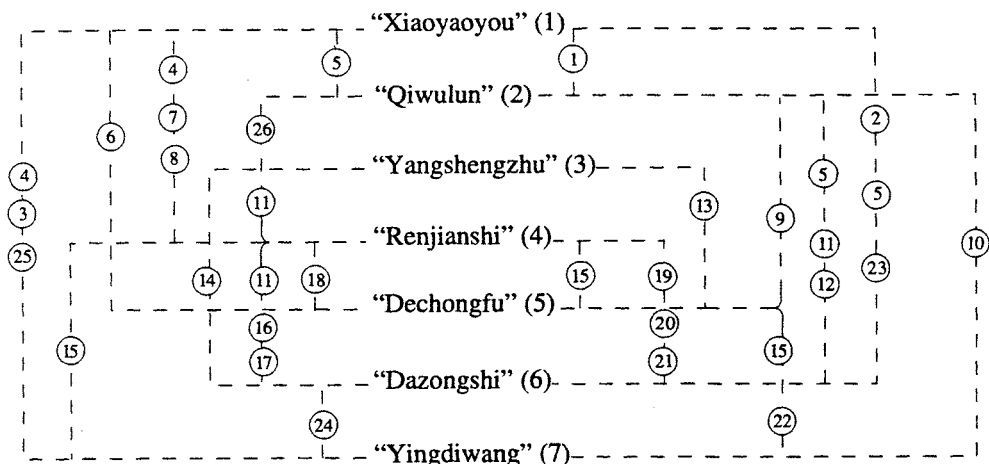 “Xiaoyaoyou” (1)
4 5 1
“Qiwulun” (2)
7 26 2
6
8
“Yangshengzhu” (3)
4 5 5
3 11 13 9
“Renjianshi” (4)
25 11 10
14 11 18 15 19 12 23
“Dechongfu” (5)
16 20
15 17 21 15
“Dazongshi” (6)
24 22
“Yingdiwang” (7)